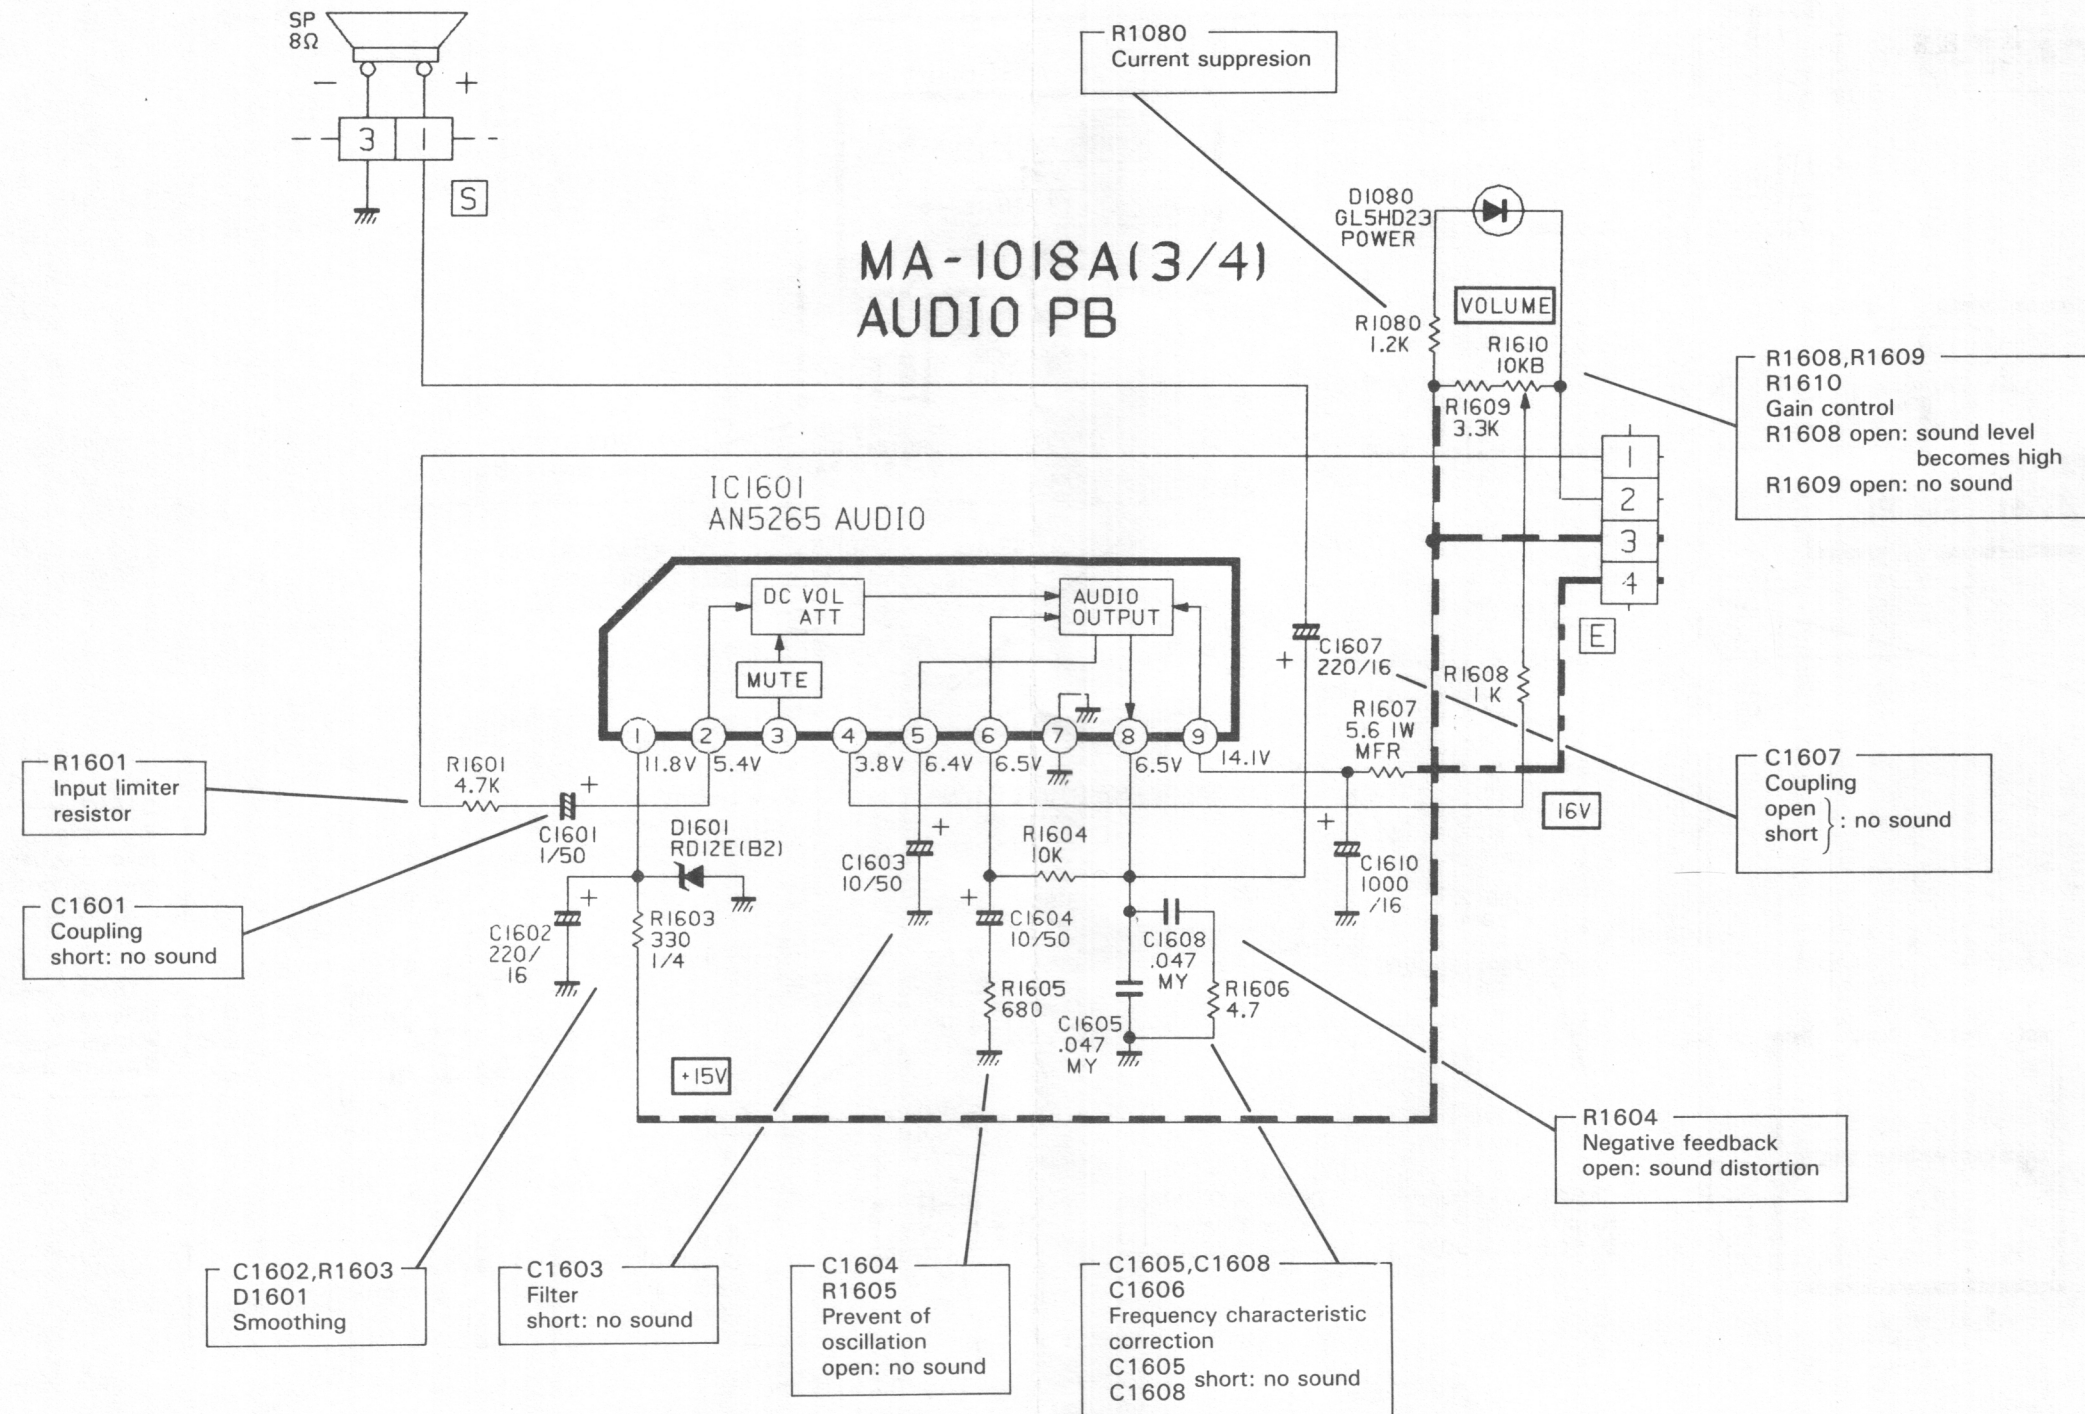 SP
8Ω
−
+
3
1
S
R1080
Current suppresion
MA-1018A(3/4)
AUDIO PB
D1080
GL5HD23
POWER
VOLUME
R1080
1.2K
R1610
10KB
R1609
3.3K
R1608,R1609
R1610
Gain control
R1608 open: sound level
becomes high
R1609 open: no sound
1
2
3
4
E
IC1601
AN5265 AUDIO
DC VOL
ATT
AUDIO
OUTPUT
MUTE
1
2
3
4
5
6
7
8
9
11.8V
5.4V
3.8V
6.4V
6.5V
6.5V
14.1V
+
C1607
220/16
R1608
1K
R1607
5.6 1W
MFR
16V
R1601
Input limiter
resistor
R1601
4.7K
+
C1601
1/50
C1601
Coupling
short: no sound
D1601
RD12E(B2)
+
C1602
220/
16
R1603
330
1/4
+
C1603
10/50
R1604
10K
+
C1604
10/50
R1605
680
C1608
.047
MY
R1606
4.7
C1605
.047
MY
+
C1610
1000
/16
C1607
Coupling
open
short
: no sound
+15V
R1604
Negative feedback
open: sound distortion
C1602,R1603
D1601
Smoothing
C1603
Filter
short: no sound
C1604
R1605
Prevent of
oscillation
open: no sound
C1605,C1608
C1606
Frequency characteristic
correction
C1605
C1608
short: no sound